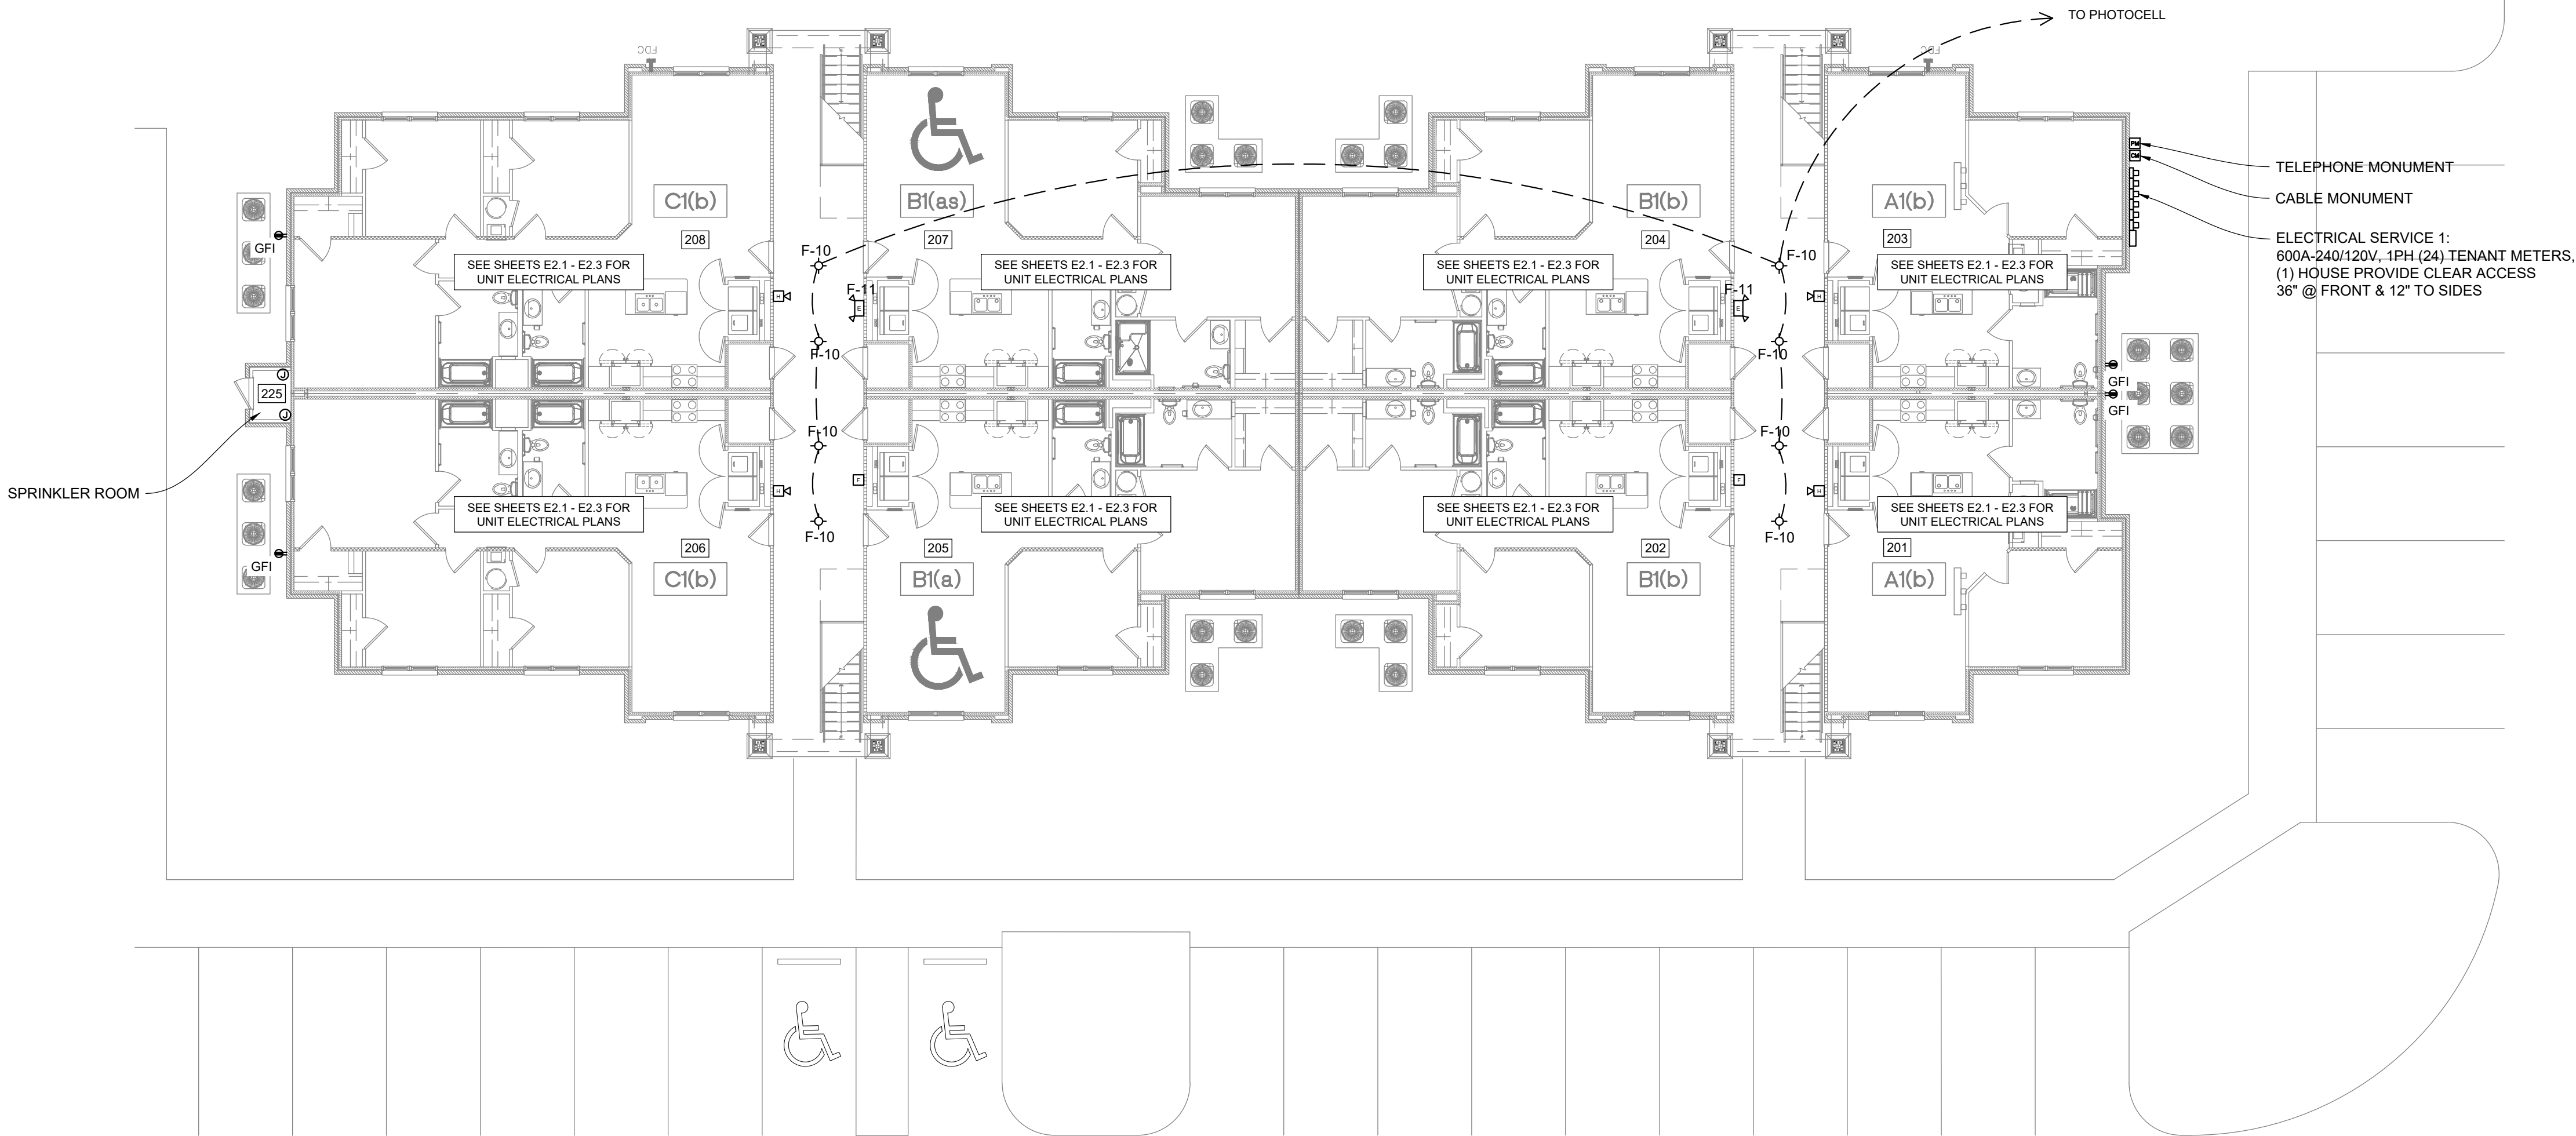 TO PHOTOCELL
FDC
FDC
TELEPHONE MONUMENT
CABLE MONUMENT
ELECTRICAL SERVICE 1:
600A-240/120V, 1PH (24) TENANT METERS,
(1) HOUSE PROVIDE CLEAR ACCESS
36" @ FRONT & 12" TO SIDES
C1(b)
B1(as)
B1(b)
A1(b)
208
207
204
203
GFI
F-10
F-10
SEE SHEETS E2.1 - E2.3 FOR
UNIT ELECTRICAL PLANS
SEE SHEETS E2.1 - E2.3 FOR
UNIT ELECTRICAL PLANS
SEE SHEETS E2.1 - E2.3 FOR
UNIT ELECTRICAL PLANS
SEE SHEETS E2.1 - E2.3 FOR
UNIT ELECTRICAL PLANS
F-11
F-11
H
E
E
H
F-10
F-10
J
225
J
GFI
GFI
F-10
F-10
SPRINKLER ROOM
H
F
F
H
SEE SHEETS E2.1 - E2.3 FOR
UNIT ELECTRICAL PLANS
SEE SHEETS E2.1 - E2.3 FOR
UNIT ELECTRICAL PLANS
SEE SHEETS E2.1 - E2.3 FOR
UNIT ELECTRICAL PLANS
SEE SHEETS E2.1 - E2.3 FOR
UNIT ELECTRICAL PLANS
F-10
F-10
206
205
202
201
GFI
C1(b)
B1(a)
B1(b)
A1(b)